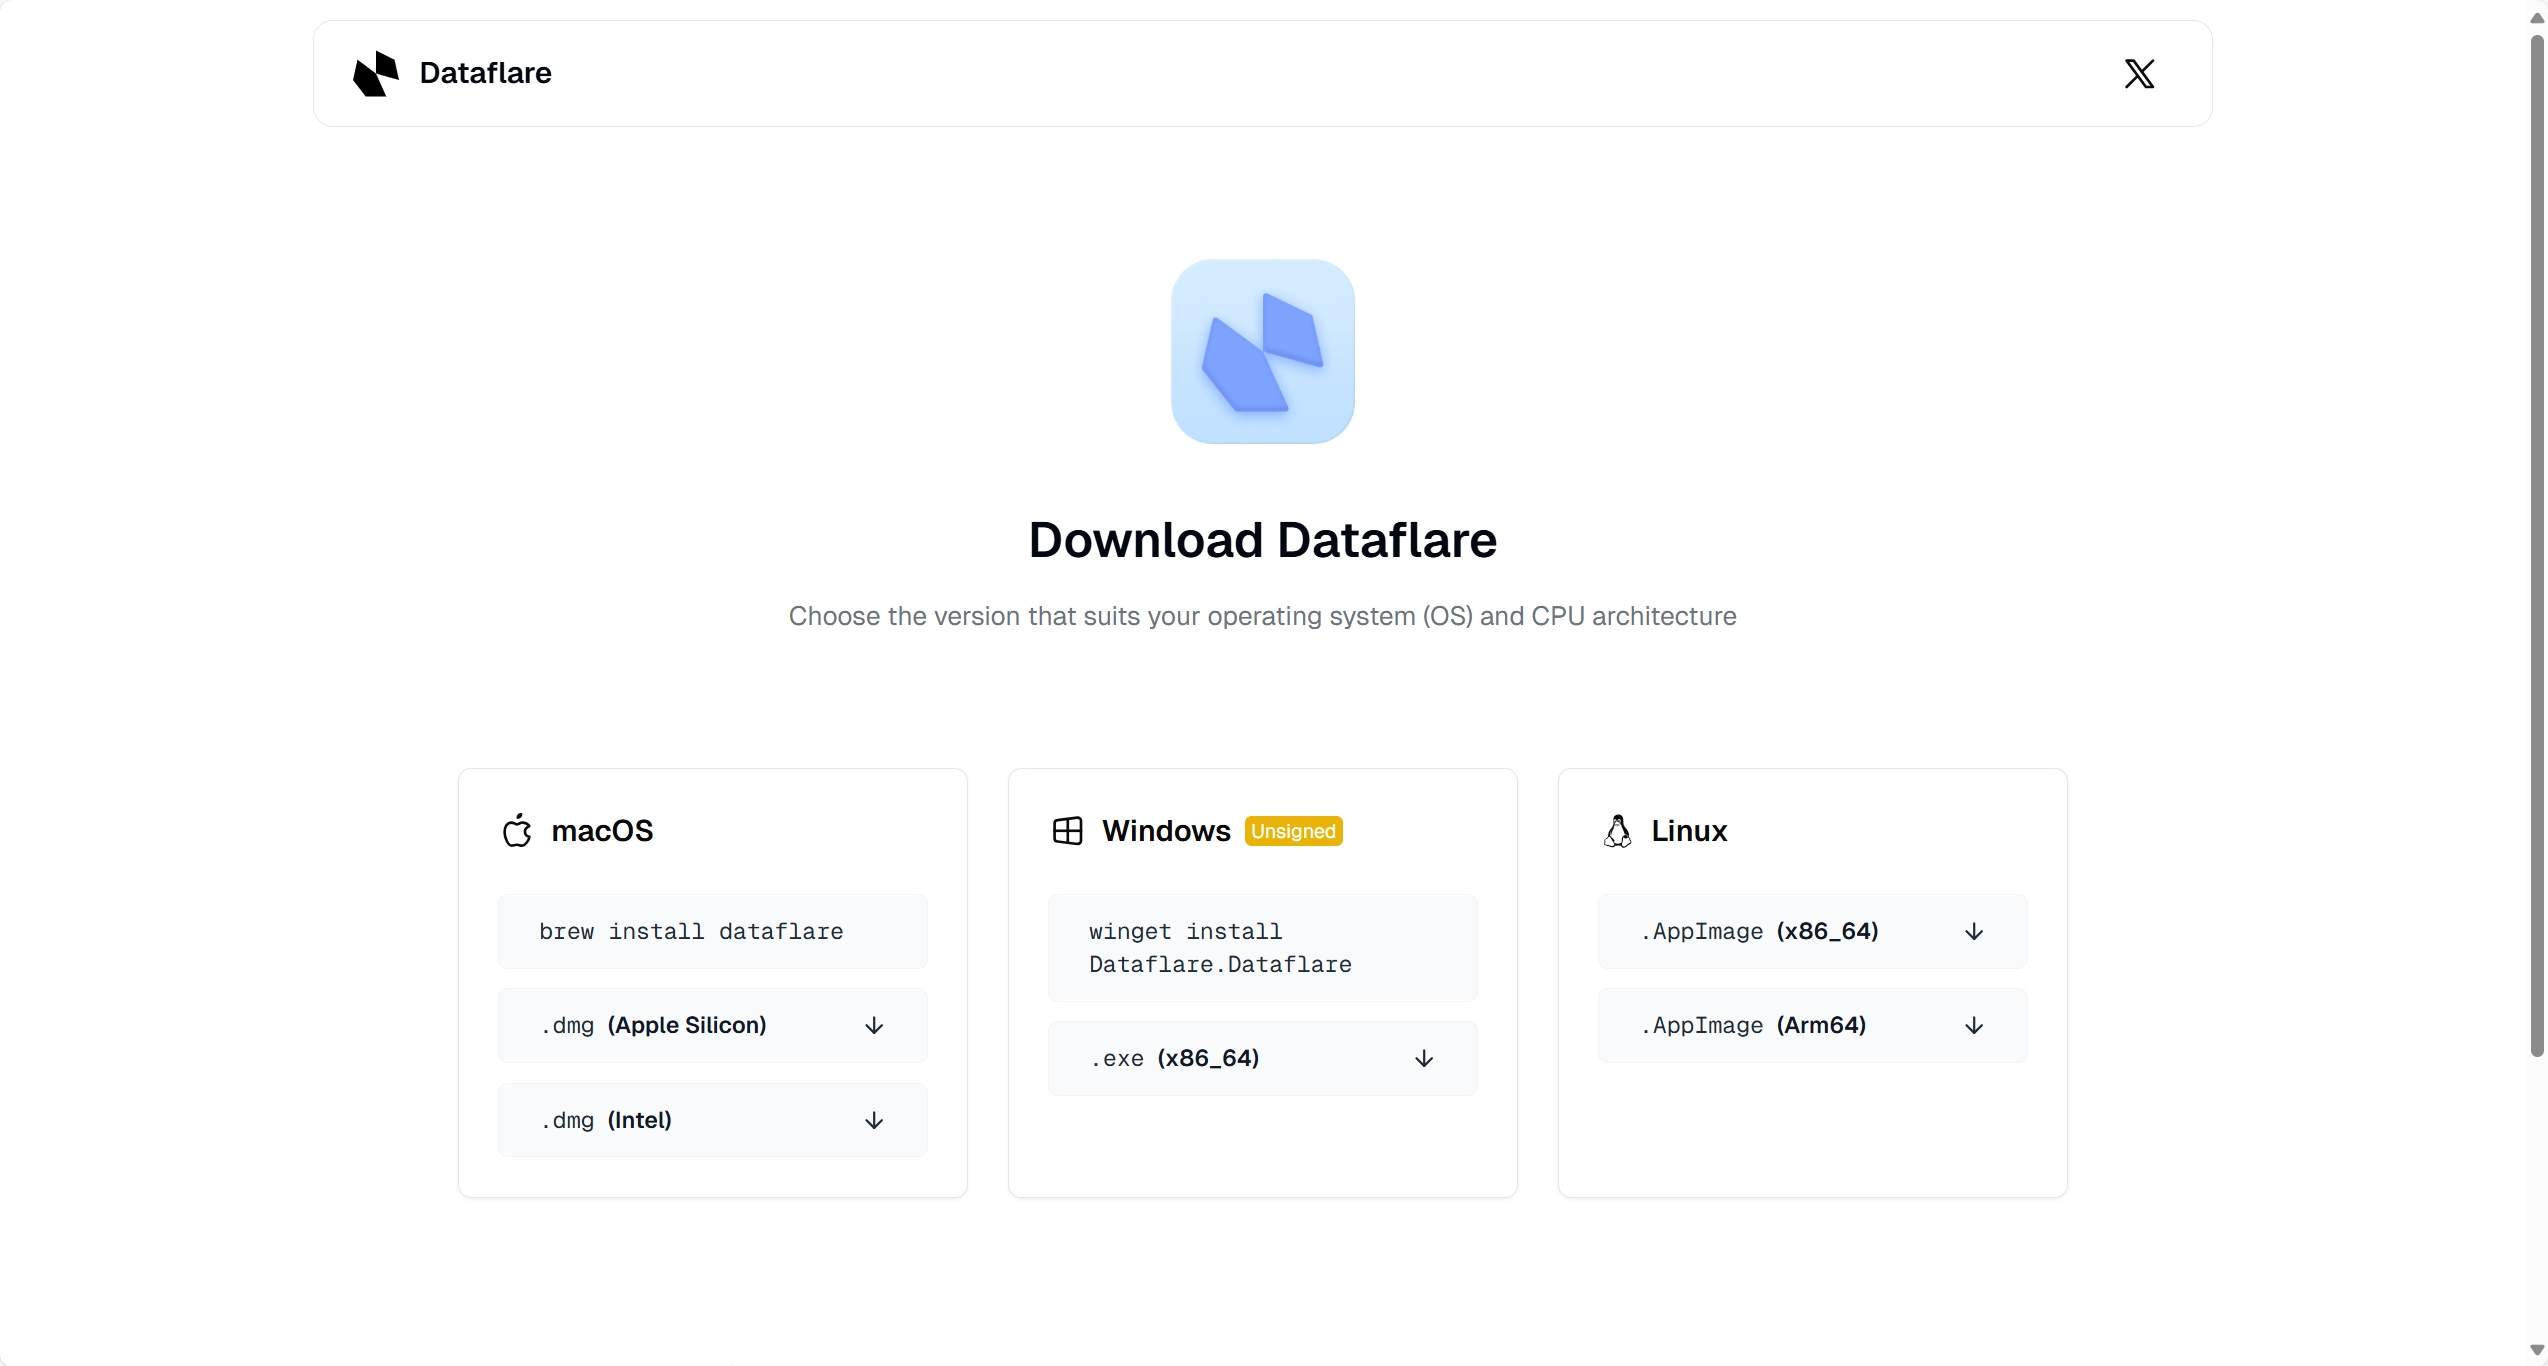 Dataflare
Download Dataflare
Choose the version that suits your operating system (OS) and CPU architecture
macOS
brew install dataflare
.dmg (Apple Silicon)
.dmg (Intel)
Windows Unsigned
winget install
Dataflare.Dataflare
.exe (x86_64)
Linux
.AppImage (x86_64)
.AppImage (Arm64)